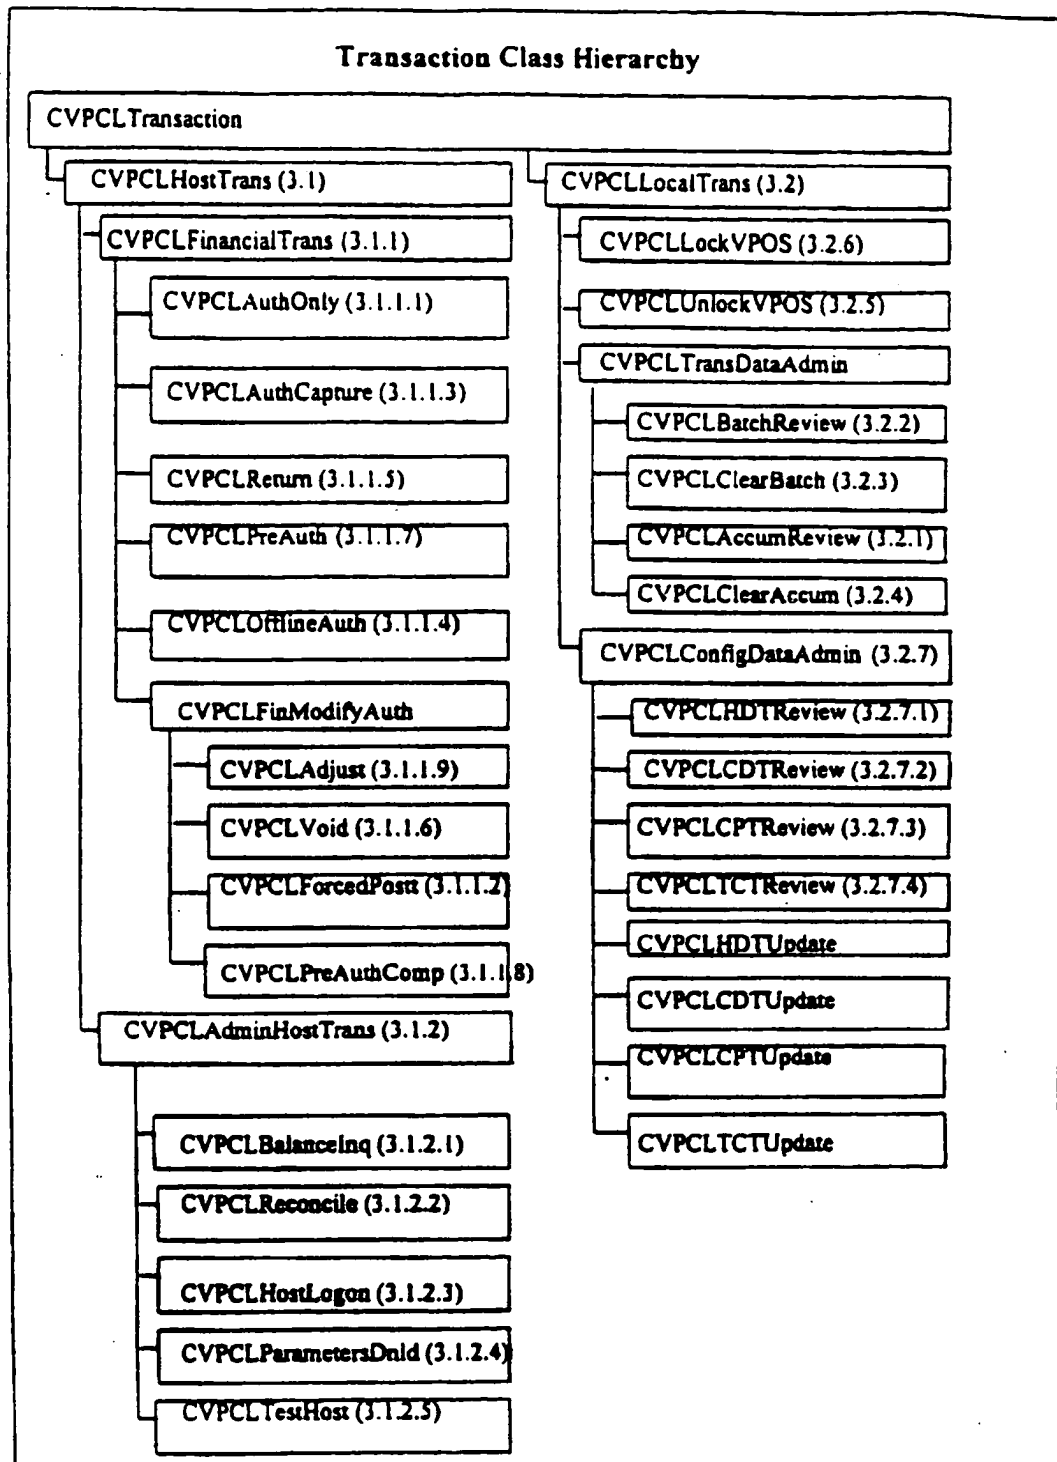 Transaction Class Hierarchy
CVPCLTransaction
CVPCLHostTrans (3.1)
CVPCLFinancialTrans (3.1.1)
CVPCLAuthOnly (3.1.1.1)
CVPCLAuthCapture (3.1.1.3)
CVPCLReturn (3.1.1.5)
CVPCLPreAuth (3.1.1.7)
CVPCLOfflineAuth (3.1.1.4)
CVPCLFinModifyAuth
CVPCLAdjust (3.1.1.9)
CVPCLVoid (3.1.1.6)
CVPCLForcedPostt (3.1.1.2)
CVPCLPreAuthComp (3.1.1.8)
CVPCLAdminHostTrans (3.1.2)
CVPCLBalanceInq (3.1.2.1)
CVPCLReconcile (3.1.2.2)
CVPCLHostLogon (3.1.2.3)
CVPCLParametersDnld (3.1.2.4)
CVPCLTestHost (3.1.2.5)
CVPCLLocalTrans (3.2)
CVPCLLockVPOS (3.2.6)
CVPCLUnlockVPOS (3.2.5)
CVPCLTransDataAdmin
CVPCLBatchReview (3.2.2)
CVPCLClearBatch (3.2.3)
CVPCLAccumReview (3.2.1)
CVPCLClearAccum (3.2.4)
CVPCLConfigDataAdmin (3.2.7)
CVPCLHDTReview (3.2.7.1)
CVPCLCDTReview (3.2.7.2)
CVPCLCPTReview (3.2.7.3)
CVPCLTCTReview (3.2.7.4)
CVPCLHDTUpdate
CVPCLCDTUpdate
CVPCLCPTUpdate
CVPCLTCTUpdate